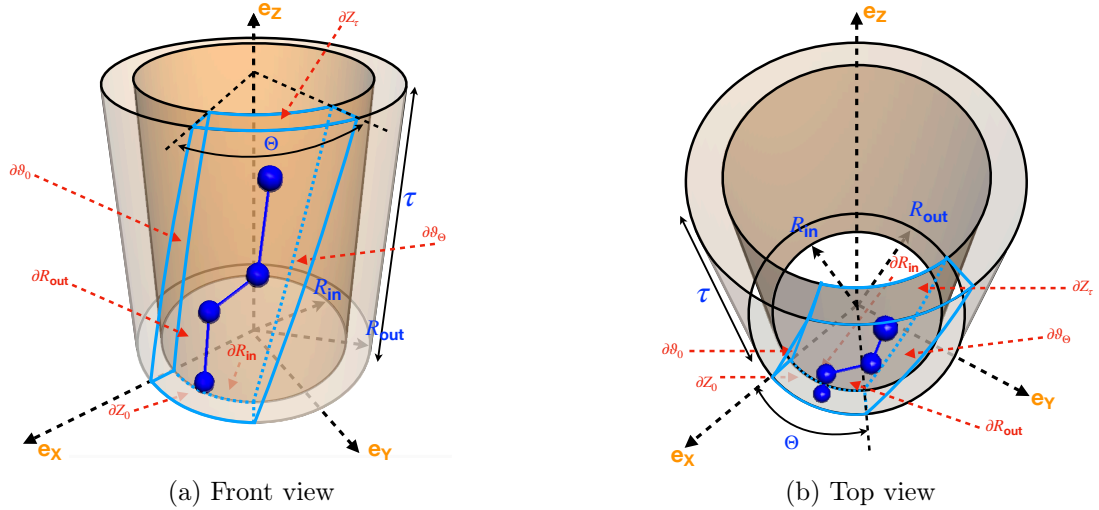 e_Z
∂Z_τ
Θ
∂ϑ_0
τ
∂ϑ_Θ
∂R_out
R_in
R_out
∂R_in
∂Z_0
e_X
e_Y
(a) Front view
e_Z
R_in
R_out
∂R_in
τ
∂Z_τ
∂ϑ_0
∂ϑ_Θ
∂Z_0
e_Y
∂R_out
Θ
e_X
(b) Top view